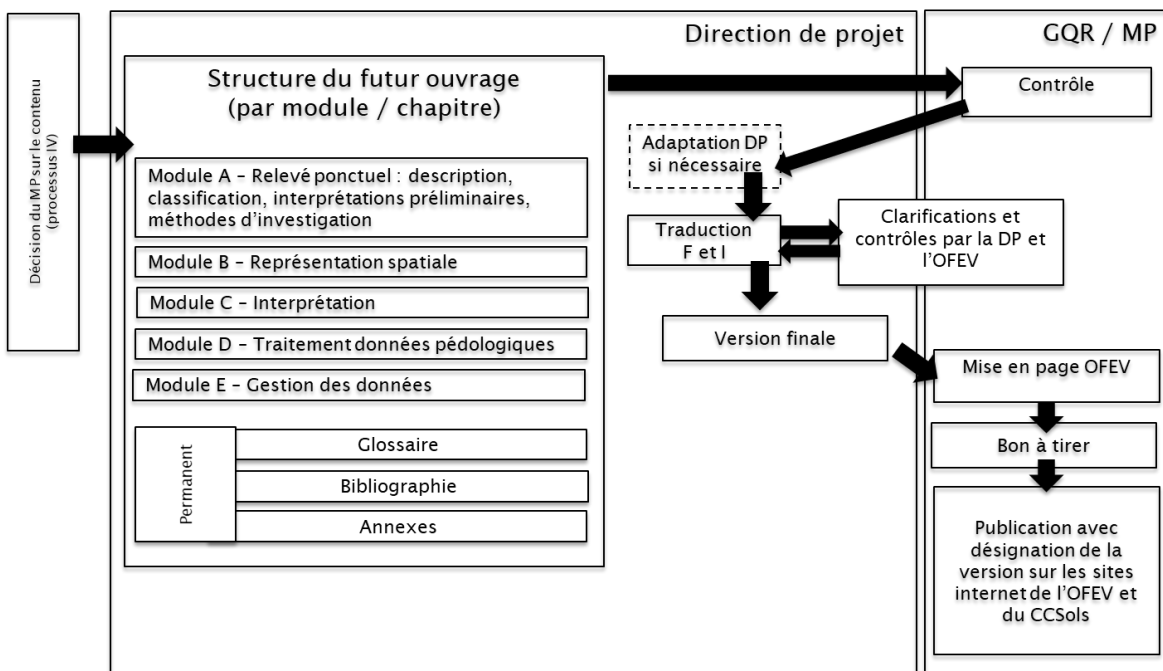 Décision du MP sur le contenu
(processus IV)
Direction de projet
Structure du futur ouvrage
(par module / chapitre)
Module A – Relevé ponctuel : description,
classification, interprétations préliminaires,
méthodes d'investigation
Module B – Représentation spatiale
Module C – Interprétation
Module D – Traitement données pédologiques
Module E – Gestion des données
Permanent
Glossaire
Bibliographie
Annexes
Adaptation DP
si nécessaire
Traduction
F et I
Version finale
GQR / MP
Contrôle
Clarifications et
contrôles par la DP et
l'OFEV
Mise en page OFEV
Bon à tirer
Publication avec
désignation de la
version sur les sites
internet de l'OFEV et
du CCSols